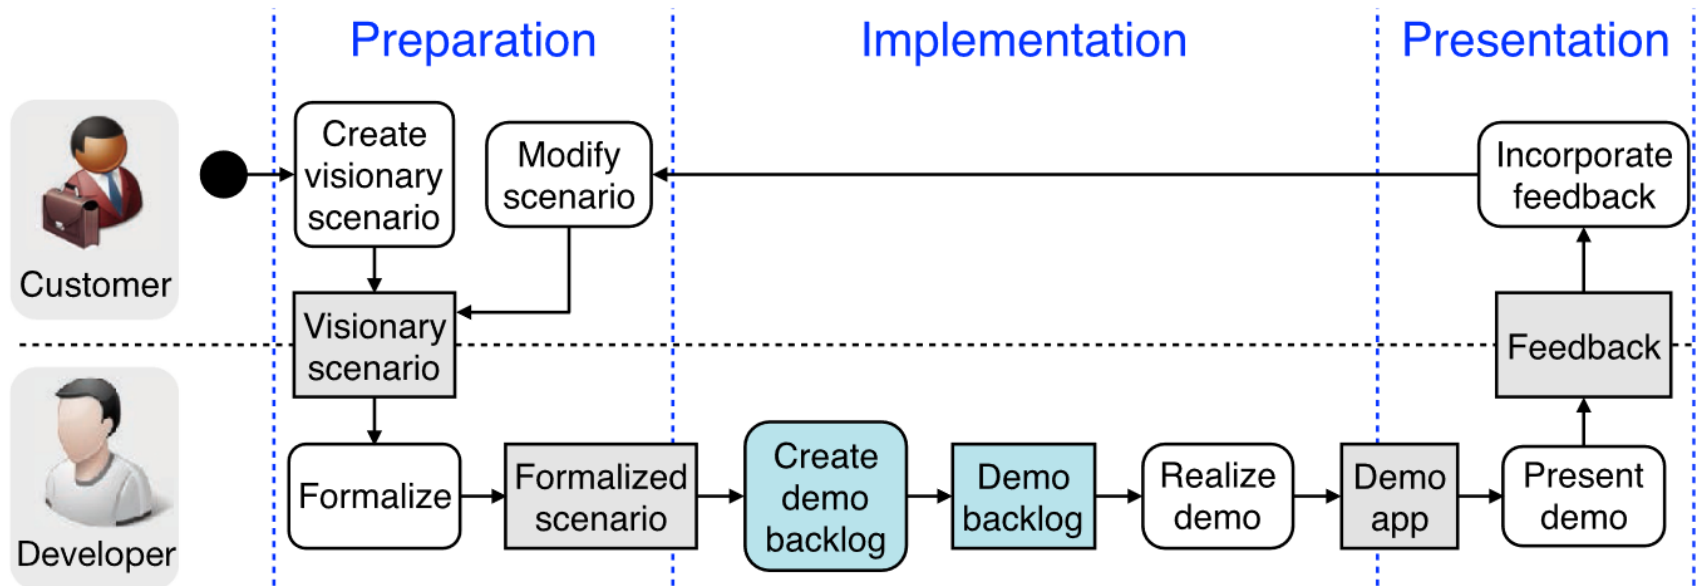 Preparation
Implementation
Presentation
Customer
Create
visionary
scenario
Modify
scenario
Incorporate
feedback
Visionary
scenario
Feedback
Developer
Formalize
Formalized
scenario
Create
demo
backlog
Demo
backlog
Realize
demo
Demo
app
Present
demo